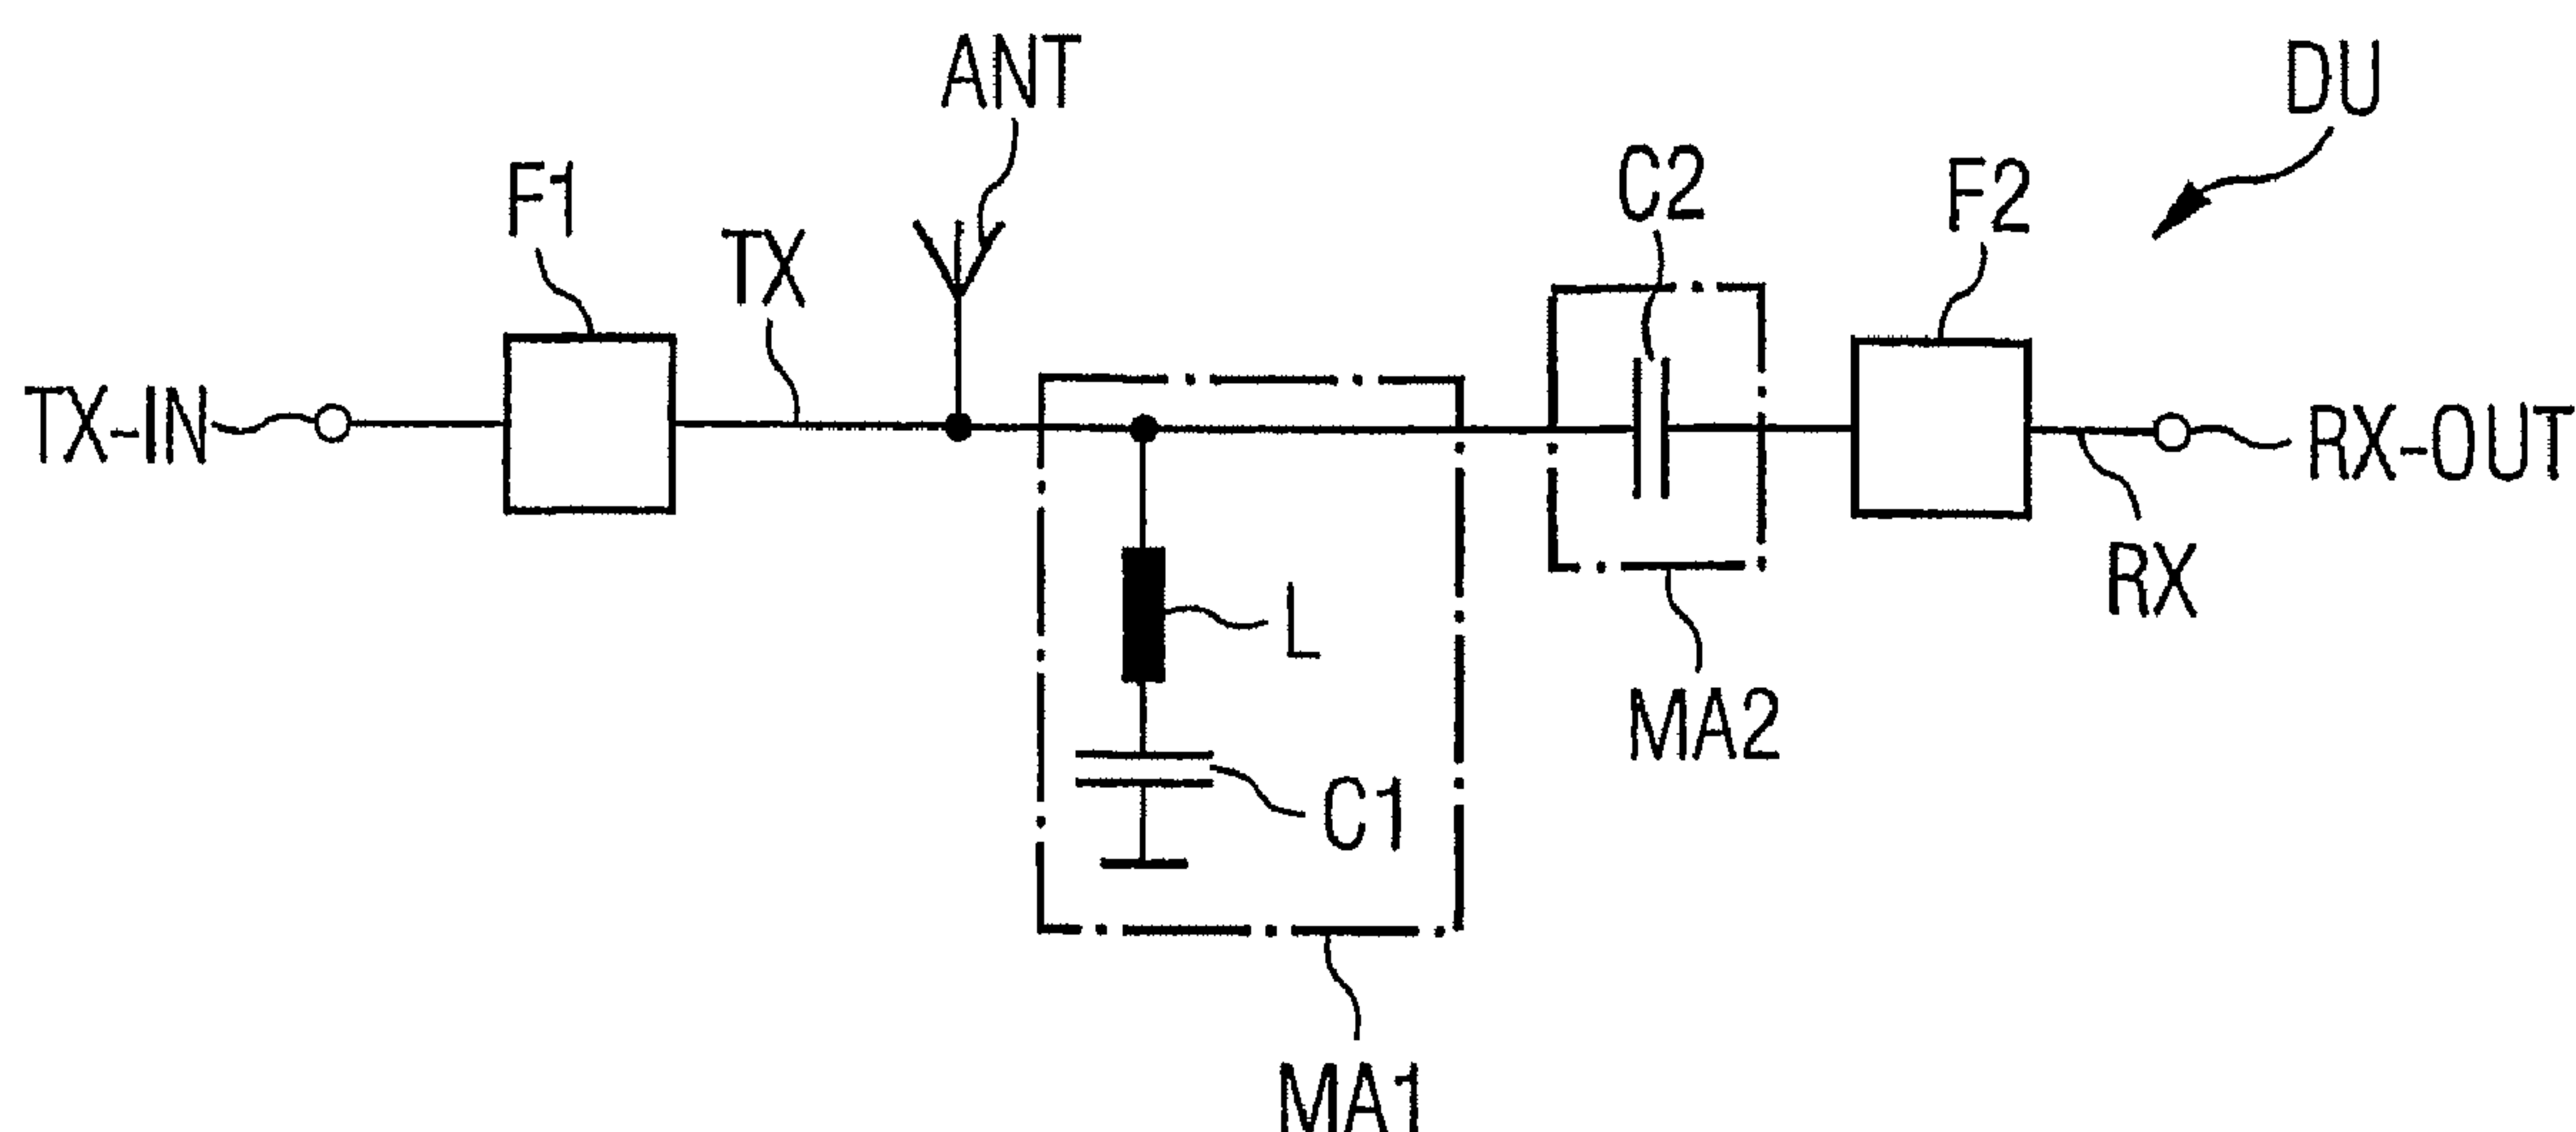 ANT
DU
F1
TX
C2
F2
TX-IN
RX-OUT
RX
L
MA2
C1
MA1